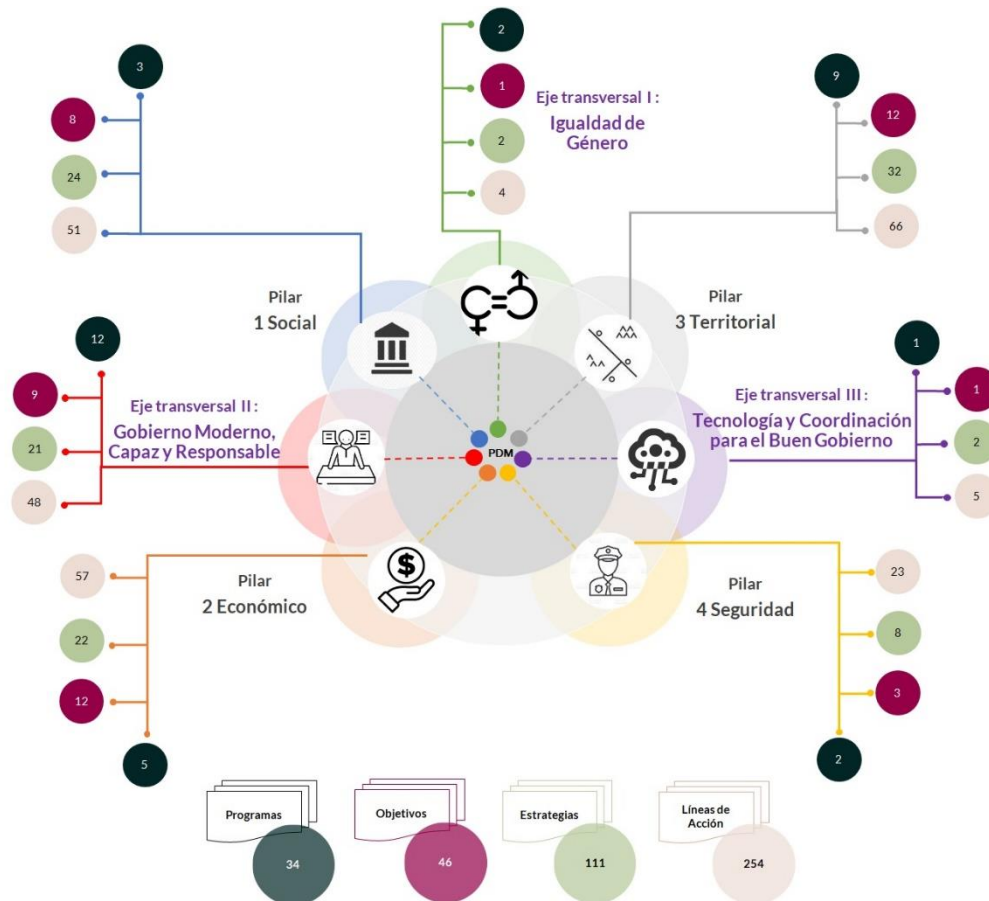 2
3
9
1
8
Eje transversal I :
Igualdad de
Género
12
2
24
32
4
51
66
Pilar
1 Social
Pilar
3 Territorial
12
1
9
Eje transversal II :
Gobierno Moderno,
Capaz y Responsable
Eje transversal III :
Tecnología y Coordinación
para el Buen Gobierno
1
21
2
PDM
48
5
57
Pilar
2 Económico
$
Pilar
4 Seguridad
23
22
8
12
3
5
2
Programas
34
Objetivos
46
Estrategias
111
Líneas de
Acción
254